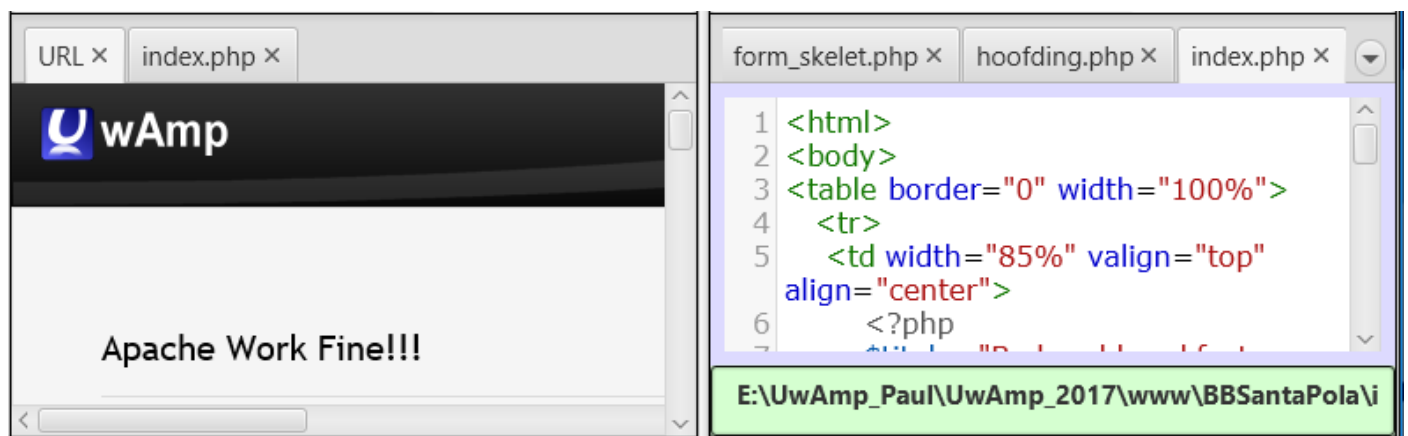 URL × index.php ×
UwAmp
Apache Work Fine!!!
form_skelet.php × hoofding.php × index.php ×
1 <html>
2 <body>
3 <table border="0" width="100%">
4 <tr>
5 <td width="85%" valign="top"
align="center">
6 <?php
7
E:\UwAmp_Paul\UwAmp_2017\www\BBSantaPola\i